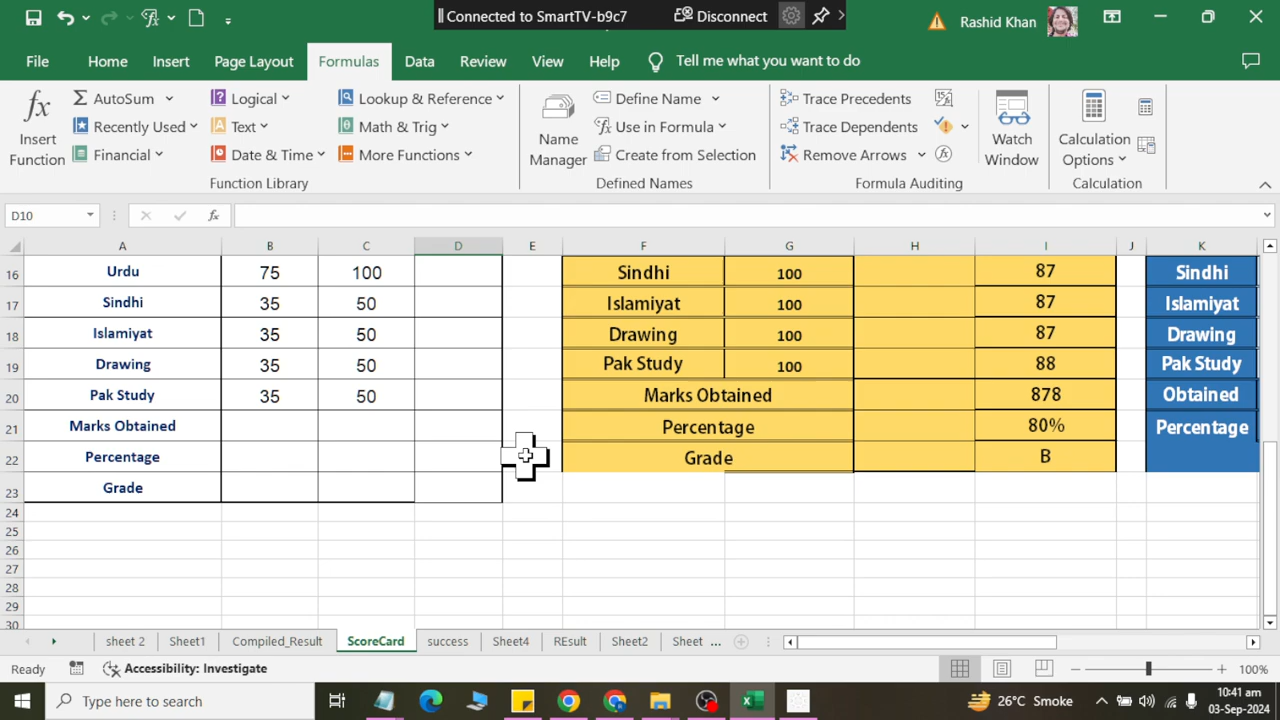 Connected to SmartTV-b9c7 Disconnect
Rashid Khan
File Home Insert Page Layout Formulas Data Review View Help Tell me what you want to do
Insert Function
AutoSum
Recently Used
Financial
Logical
Text
Date & Time
Lookup & Reference
Math & Trig
More Functions
Function Library
Name Manager
Define Name
Use in Formula
Create from Selection
Defined Names
Trace Precedents
Trace Dependents
Remove Arrows
Formula Auditing
Watch Window
Calculation Options
Calculation
D10 fx
A B C D E F G H I J K
16 Urdu 75 100 Sindhi 100 87 Sindhi
17 Sindhi 35 50 Islamiyat 100 87 Islamiyat
18 Islamiyat 35 50 Drawing 100 87 Drawing
19 Drawing 35 50 Pak Study 100 88 Pak Study
20 Pak Study 35 50 Marks Obtained 878 Obtained
21 Marks Obtained Percentage 80% Percentage
22 Percentage Grade B
23 Grade
24
25
26
27
28
29
30
sheet 2 Sheet1 Compiled_Result ScoreCard success Sheet4 REsult Sheet2 Sheet ...
Ready Accessibility: Investigate 100%
Type here to search 26°C Smoke 10:41 am
03-Sep-2024